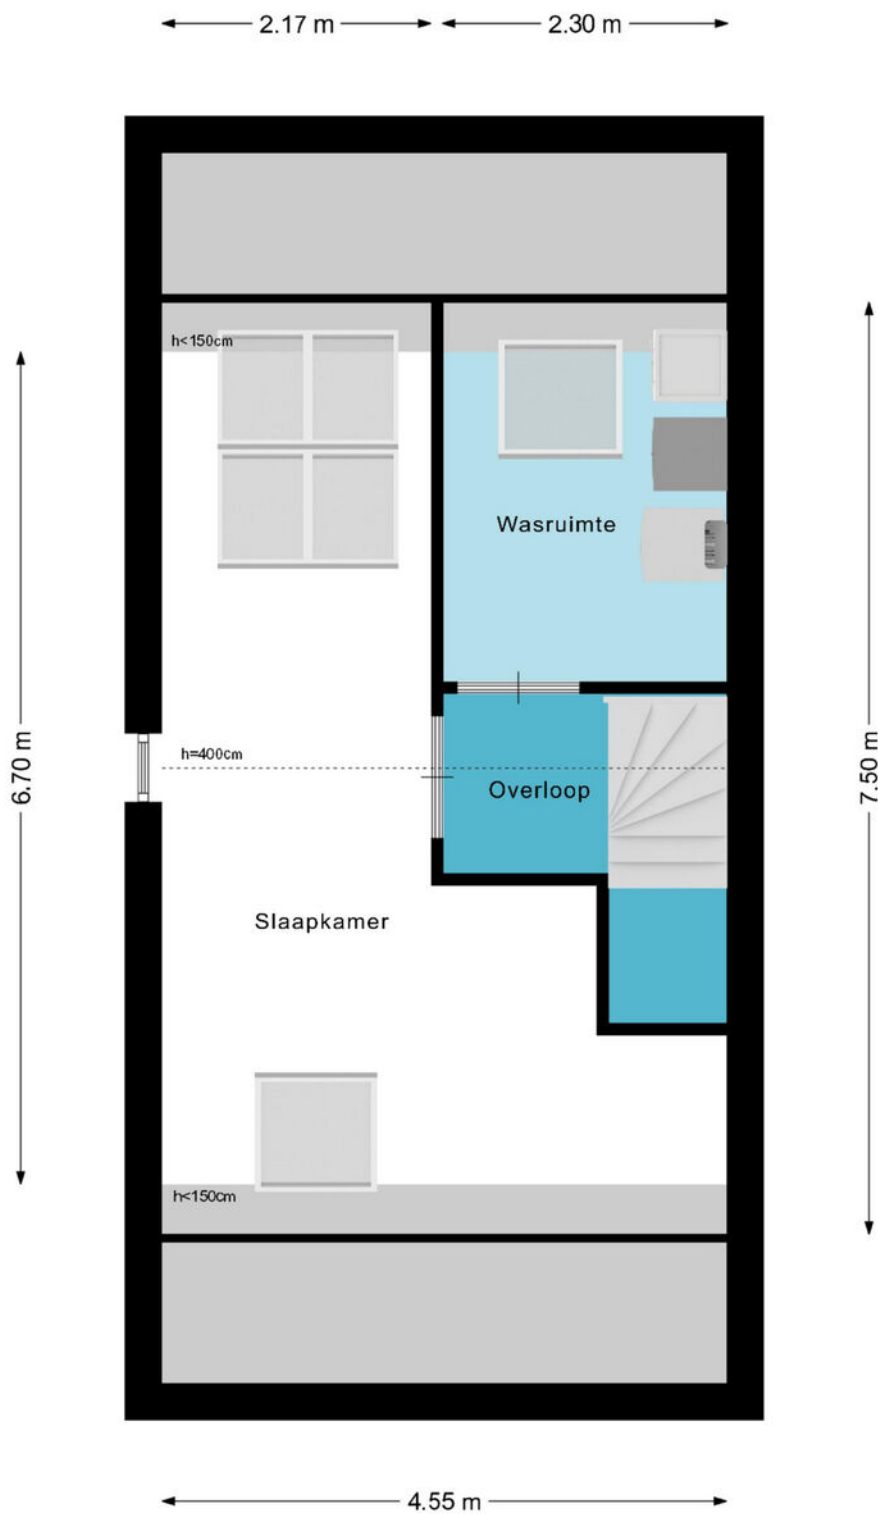 2.17 m
2.30 m
h<150cm
Wasruimte
6.70 m
h=400cm
7.50 m
Overloop
Slaapkamer
h<150cm
4.55 m